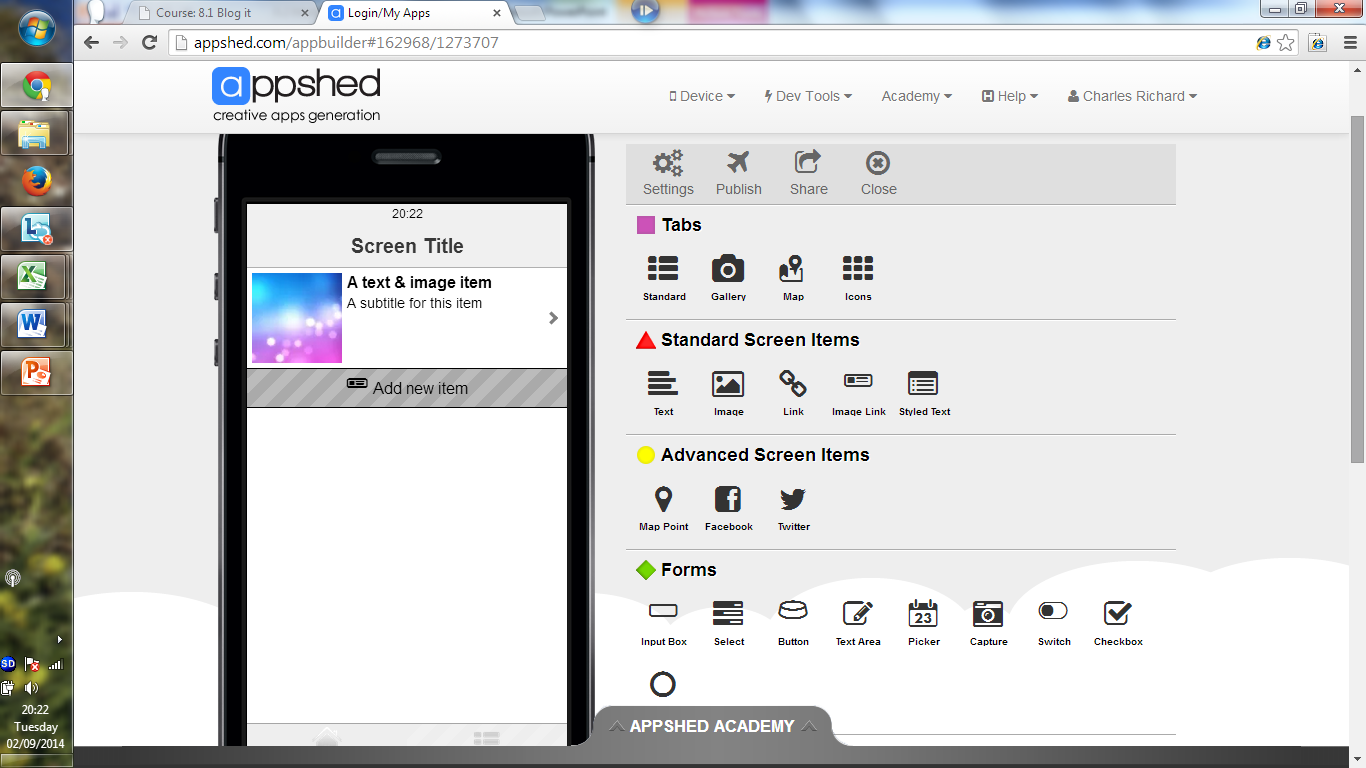 Course: 8.1 Blog it
Login/My Apps
appshed.com/appbuilder#162968/1273707
appshed
creative apps generation
Device
Dev Tools
Academy
Help
Charles Richard
20:22
Screen Title
A text & image item
A subtitle for this item
Add new item
Settings
Publish
Share
Close
Tabs
Standard
Gallery
Map
Icons
Standard Screen Items
Text
Image
Link
Image Link
Styled Text
Advanced Screen Items
Map Point
Facebook
Twitter
Forms
Input Box
Select
Button
Text Area
23
Picker
Capture
Switch
Checkbox
APPSHED ACADEMY
SD
20:22
Tuesday
02/09/2014